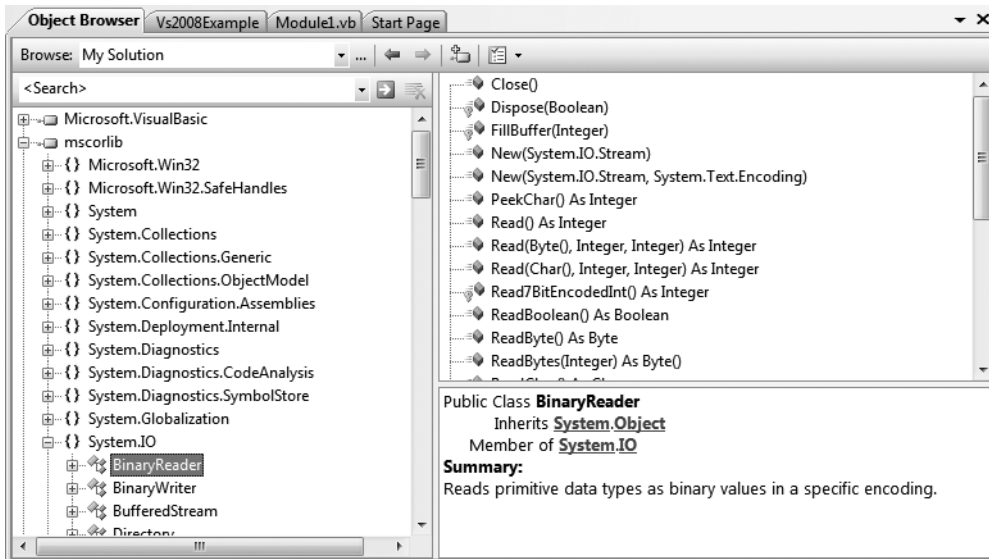 Object Browser Vs2008Example Module1.vb Start Page
Browse: My Solution ...
<Search>
Microsoft.VisualBasic
mscorlib
{} Microsoft.Win32
{} Microsoft.Win32.SafeHandles
{} System
{} System.Collections
{} System.Collections.Generic
{} System.Collections.ObjectModel
{} System.Configuration.Assemblies
{} System.Deployment.Internal
{} System.Diagnostics
{} System.Diagnostics.CodeAnalysis
{} System.Diagnostics.SymbolStore
{} System.Globalization
{} System.IO
BinaryReader
BinaryWriter
BufferedStream
Directory
Close()
Dispose(Boolean)
FillBuffer(Integer)
New(System.IO.Stream)
New(System.IO.Stream, System.Text.Encoding)
PeekChar() As Integer
Read() As Integer
Read(Byte(), Integer, Integer) As Integer
Read(Char(), Integer, Integer) As Integer
Read7BitEncodedInt() As Integer
ReadBoolean() As Boolean
ReadByte() As Byte
ReadBytes(Integer) As Byte()
ReadChar() As Char
Public Class BinaryReader
Inherits System.Object
Member of System.IO
Summary:
Reads primitive data types as binary values in a specific encoding.